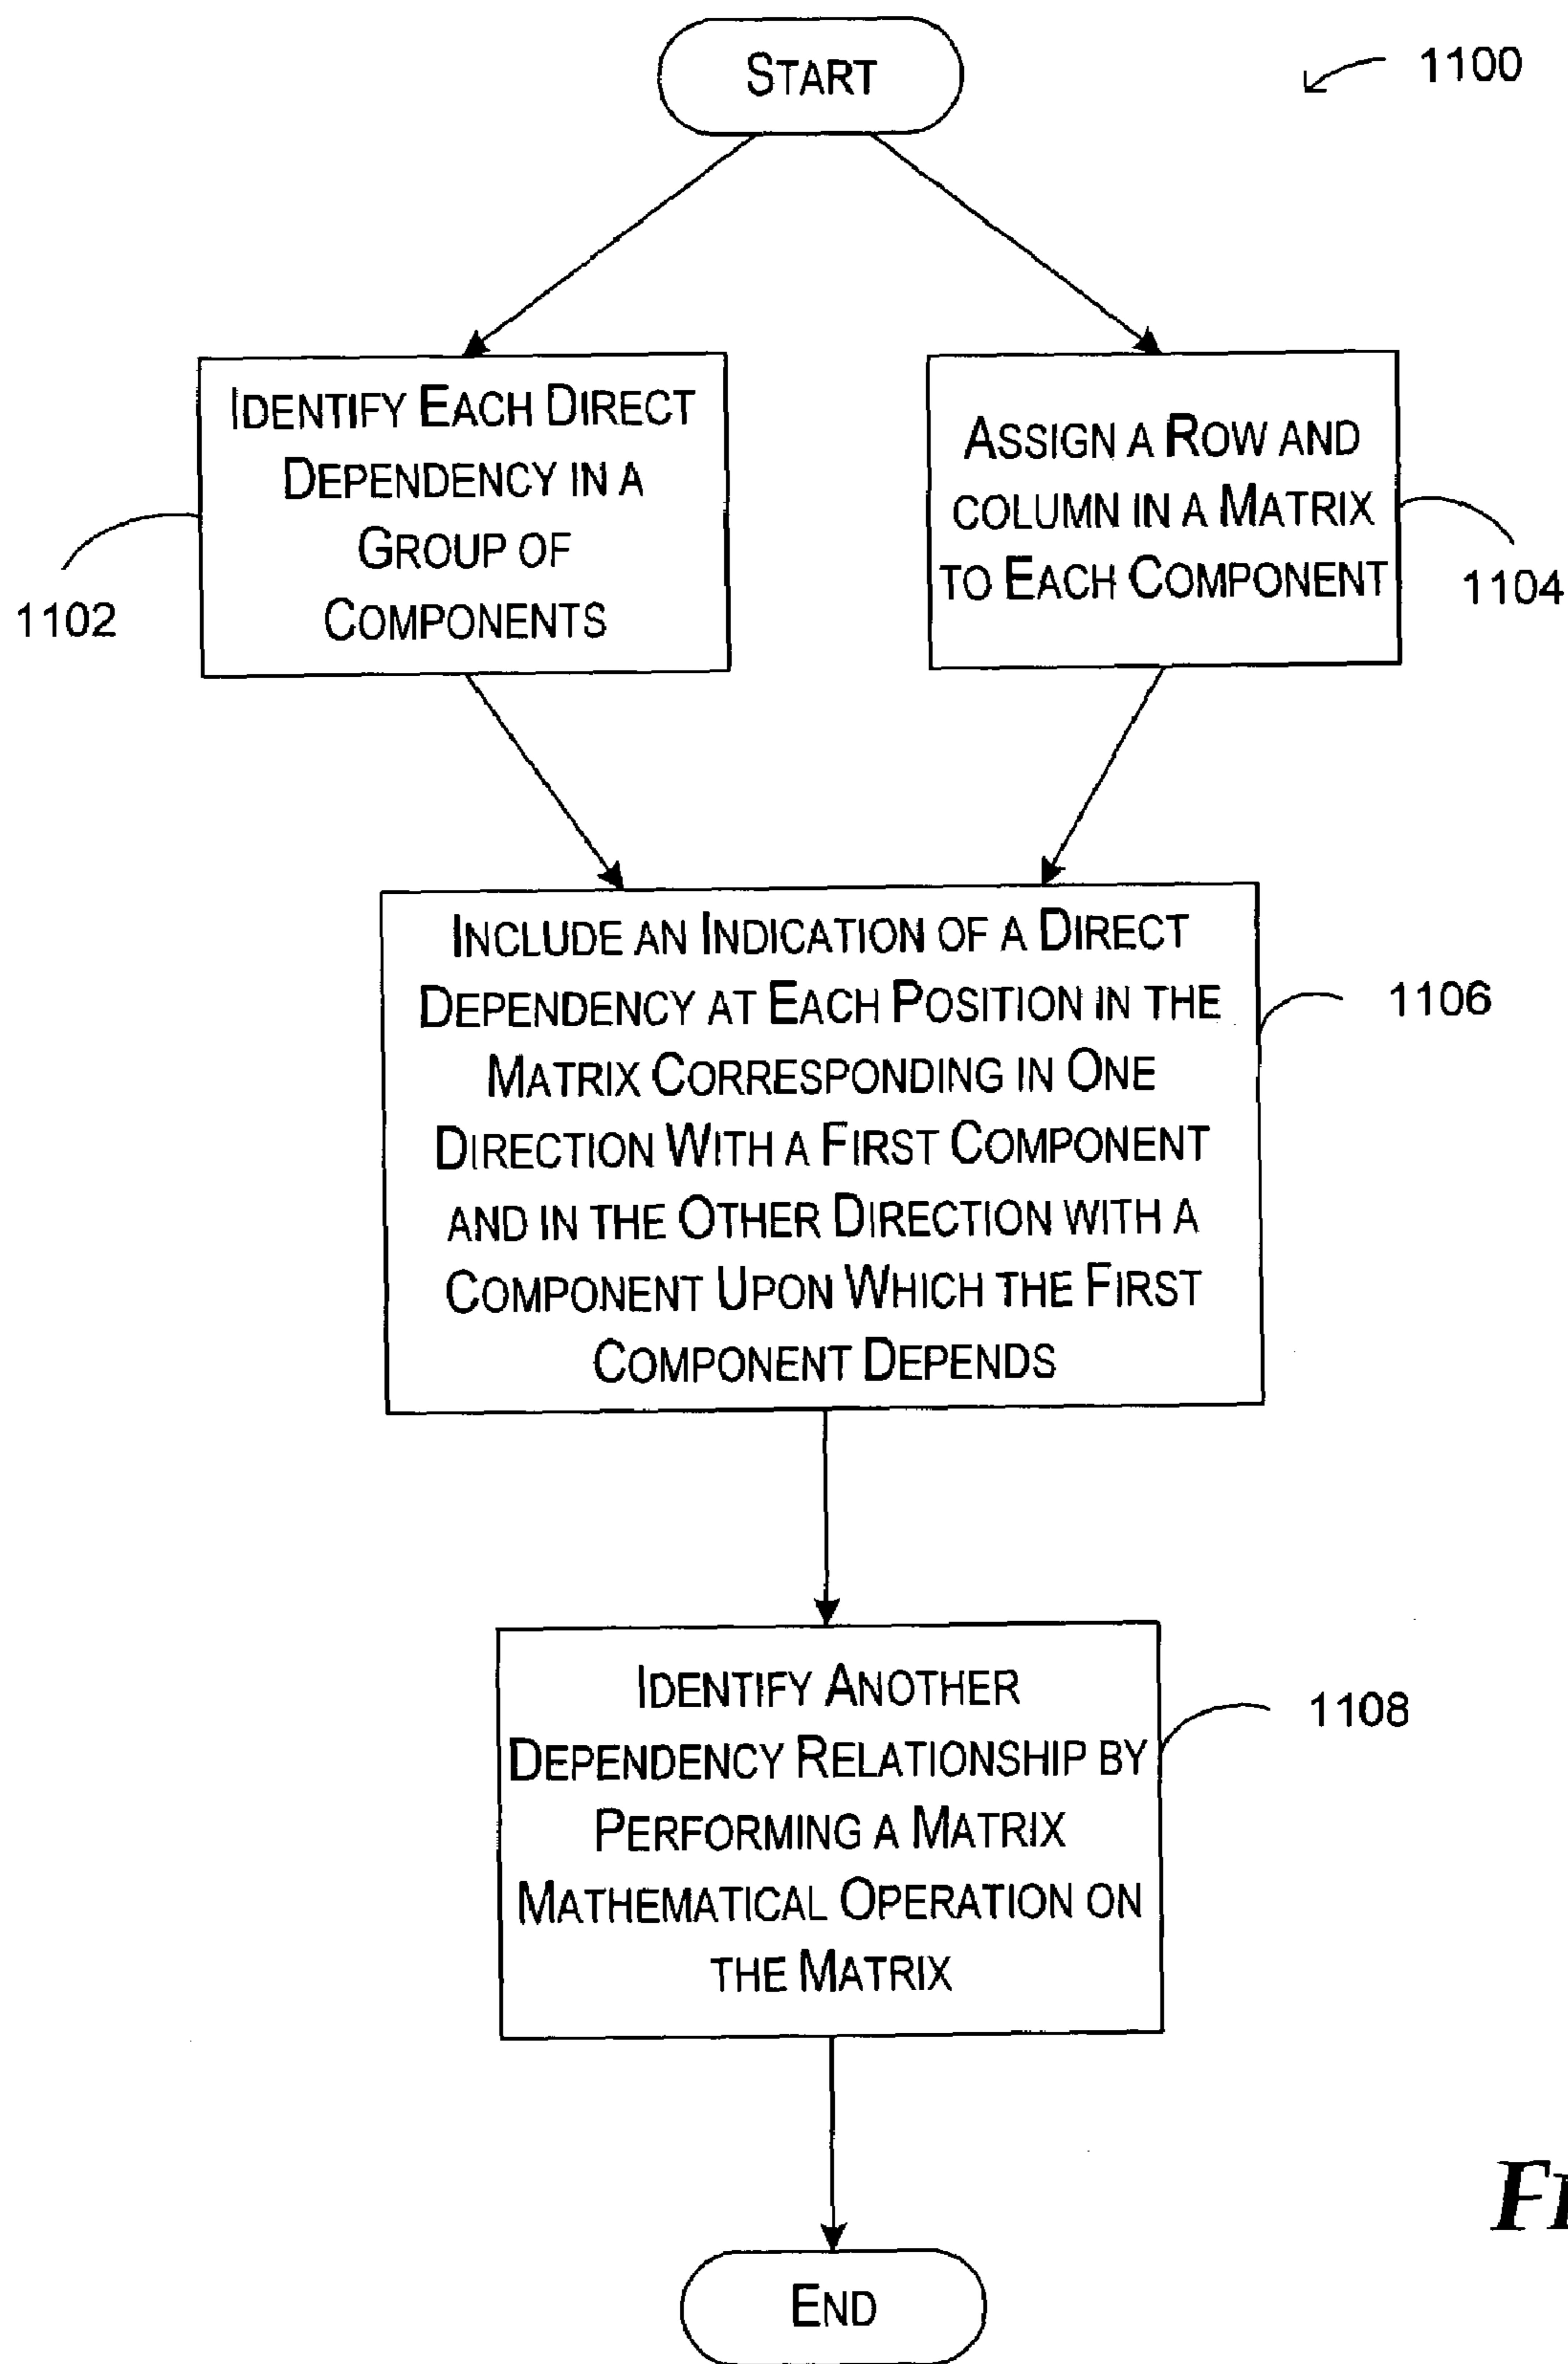 START
1100
IDENTIFY EACH DIRECT
DEPENDENCY IN A
GROUP OF
COMPONENTS
1102
ASSIGN A ROW AND
COLUMN IN A MATRIX
TO EACH COMPONENT
1104
INCLUDE AN INDICATION OF A DIRECT
DEPENDENCY AT EACH POSITION IN THE
MATRIX CORRESPONDING IN ONE
DIRECTION WITH A FIRST COMPONENT
AND IN THE OTHER DIRECTION WITH A
COMPONENT UPON WHICH THE FIRST
COMPONENT DEPENDS
1106
IDENTIFY ANOTHER
DEPENDENCY RELATIONSHIP BY
PERFORMING A MATRIX
MATHEMATICAL OPERATION ON
THE MATRIX
1108
END